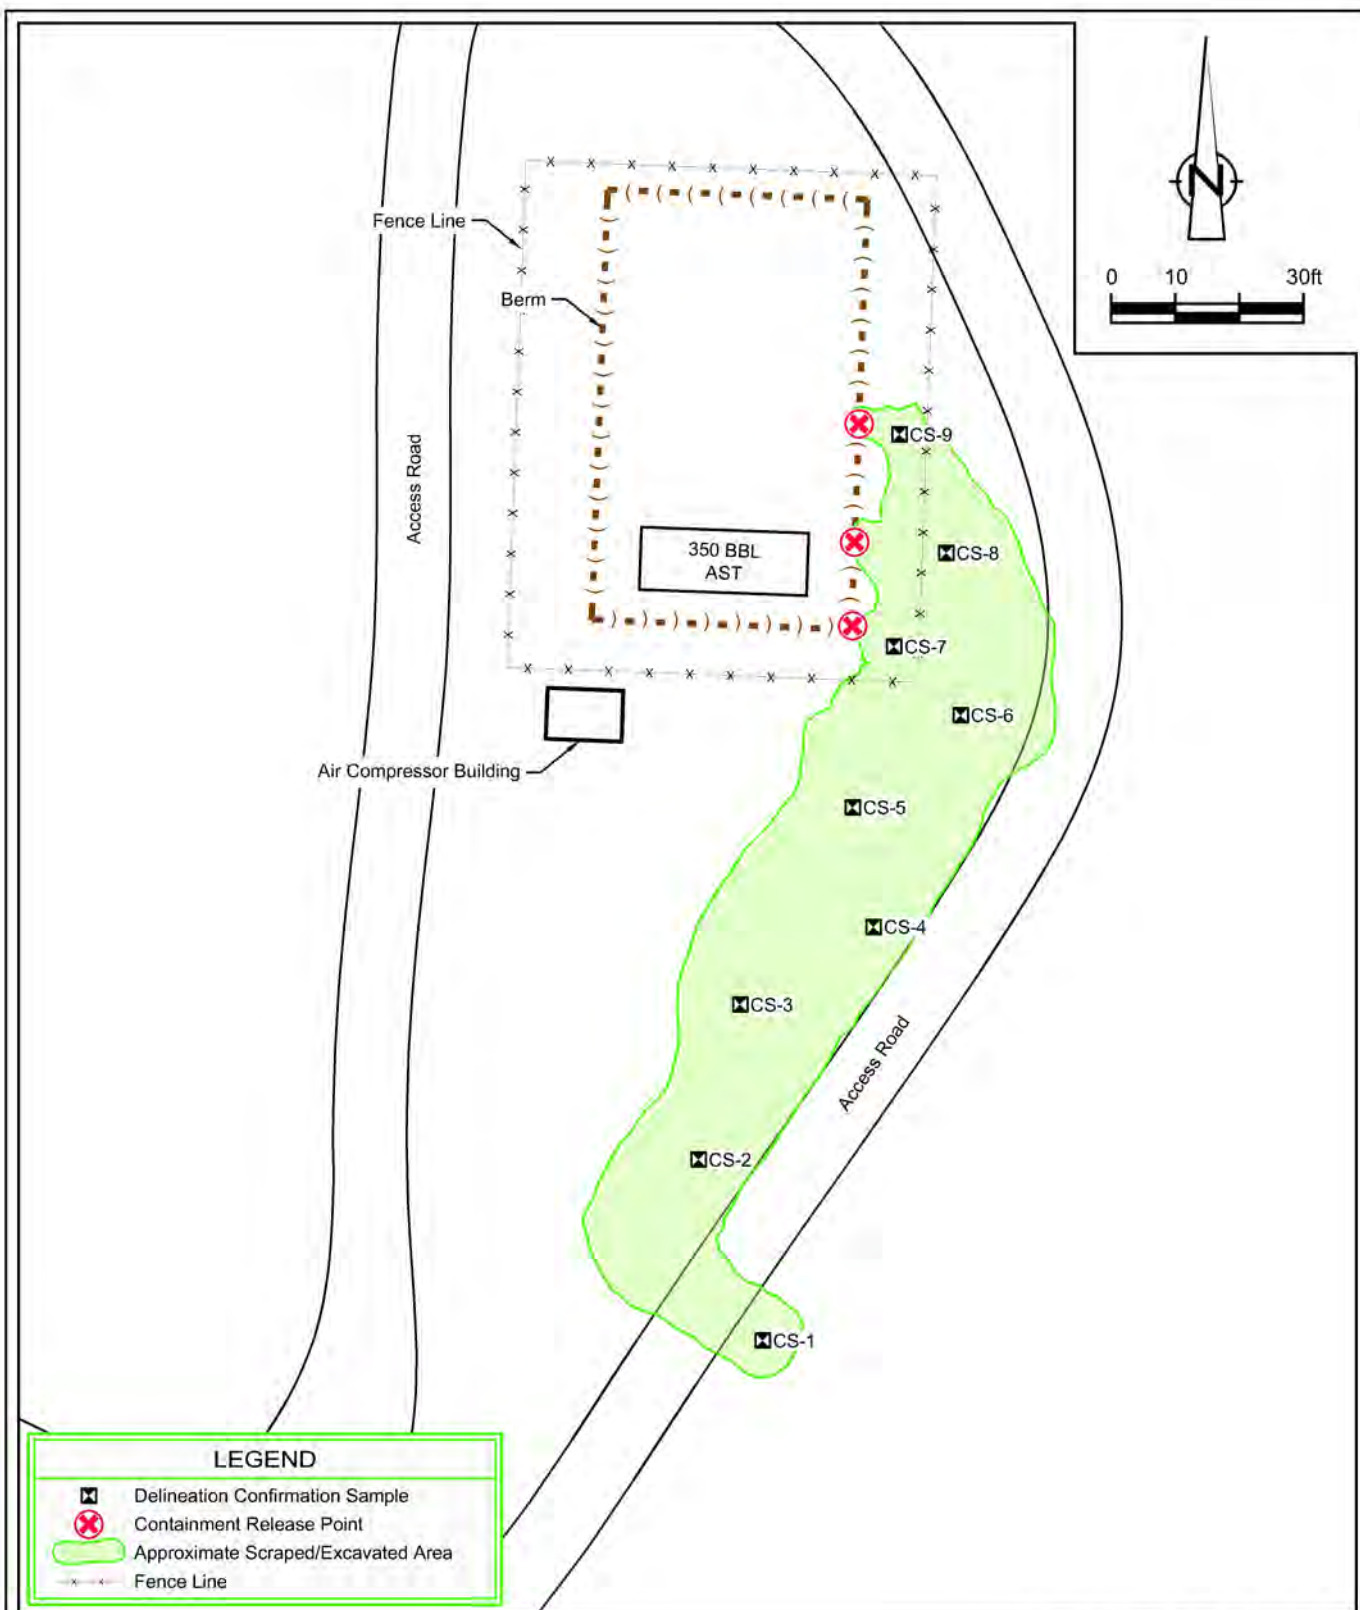 N
0 10 30ft
Fence Line
Berm
Access Road
CS-9
350 BBL
AST
CS-8
CS-7
CS-6
Air Compressor Building
CS-5
CS-4
CS-3
Access Road
CS-2
CS-1
LEGEND
Delineation Confirmation Sample
Containment Release Point
Approximate Scraped/Excavated Area
Fence Line